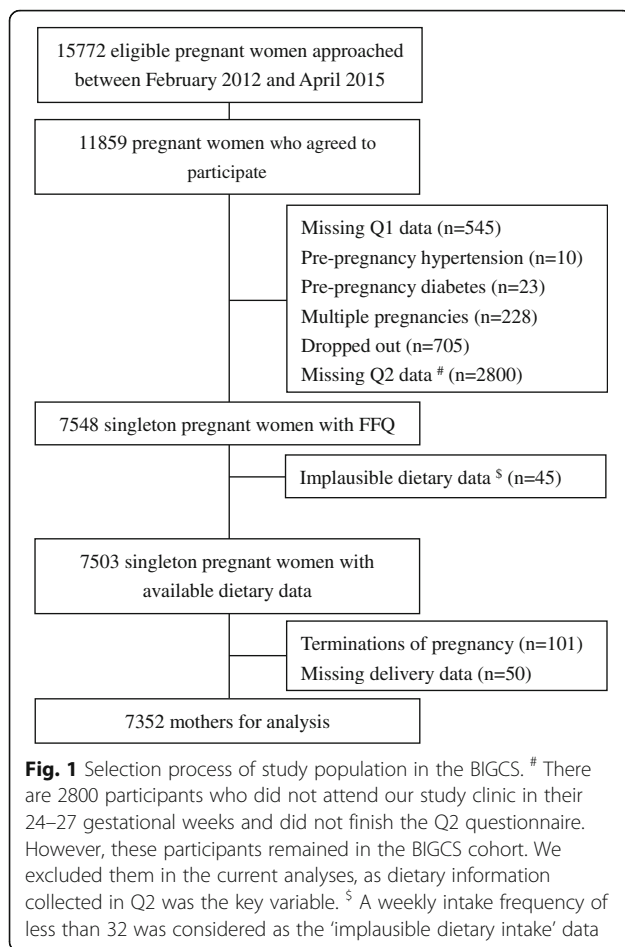 15772 eligible pregnant women approached
between February 2012 and April 2015
11859 pregnant women who agreed to
participate
Missing Q1 data (n=545)
Pre-pregnancy hypertension (n=10)
Pre-pregnancy diabetes (n=23)
Multiple pregnancies (n=228)
Dropped out (n=705)
Missing Q2 data # (n=2800)
7548 singleton pregnant women with FFQ
Implausible dietary data $ (n=45)
7503 singleton pregnant women with
available dietary data
Terminations of pregnancy (n=101)
Missing delivery data (n=50)
7352 mothers for analysis
Fig. 1 Selection process of study population in the BIGCS. # There
are 2800 participants who did not attend our study clinic in their
24–27 gestational weeks and did not finish the Q2 questionnaire.
However, these participants remained in the BIGCS cohort. We
excluded them in the current analyses, as dietary information
collected in Q2 was the key variable. $ A weekly intake frequency of
less than 32 was considered as the ‘implausible dietary intake’ data